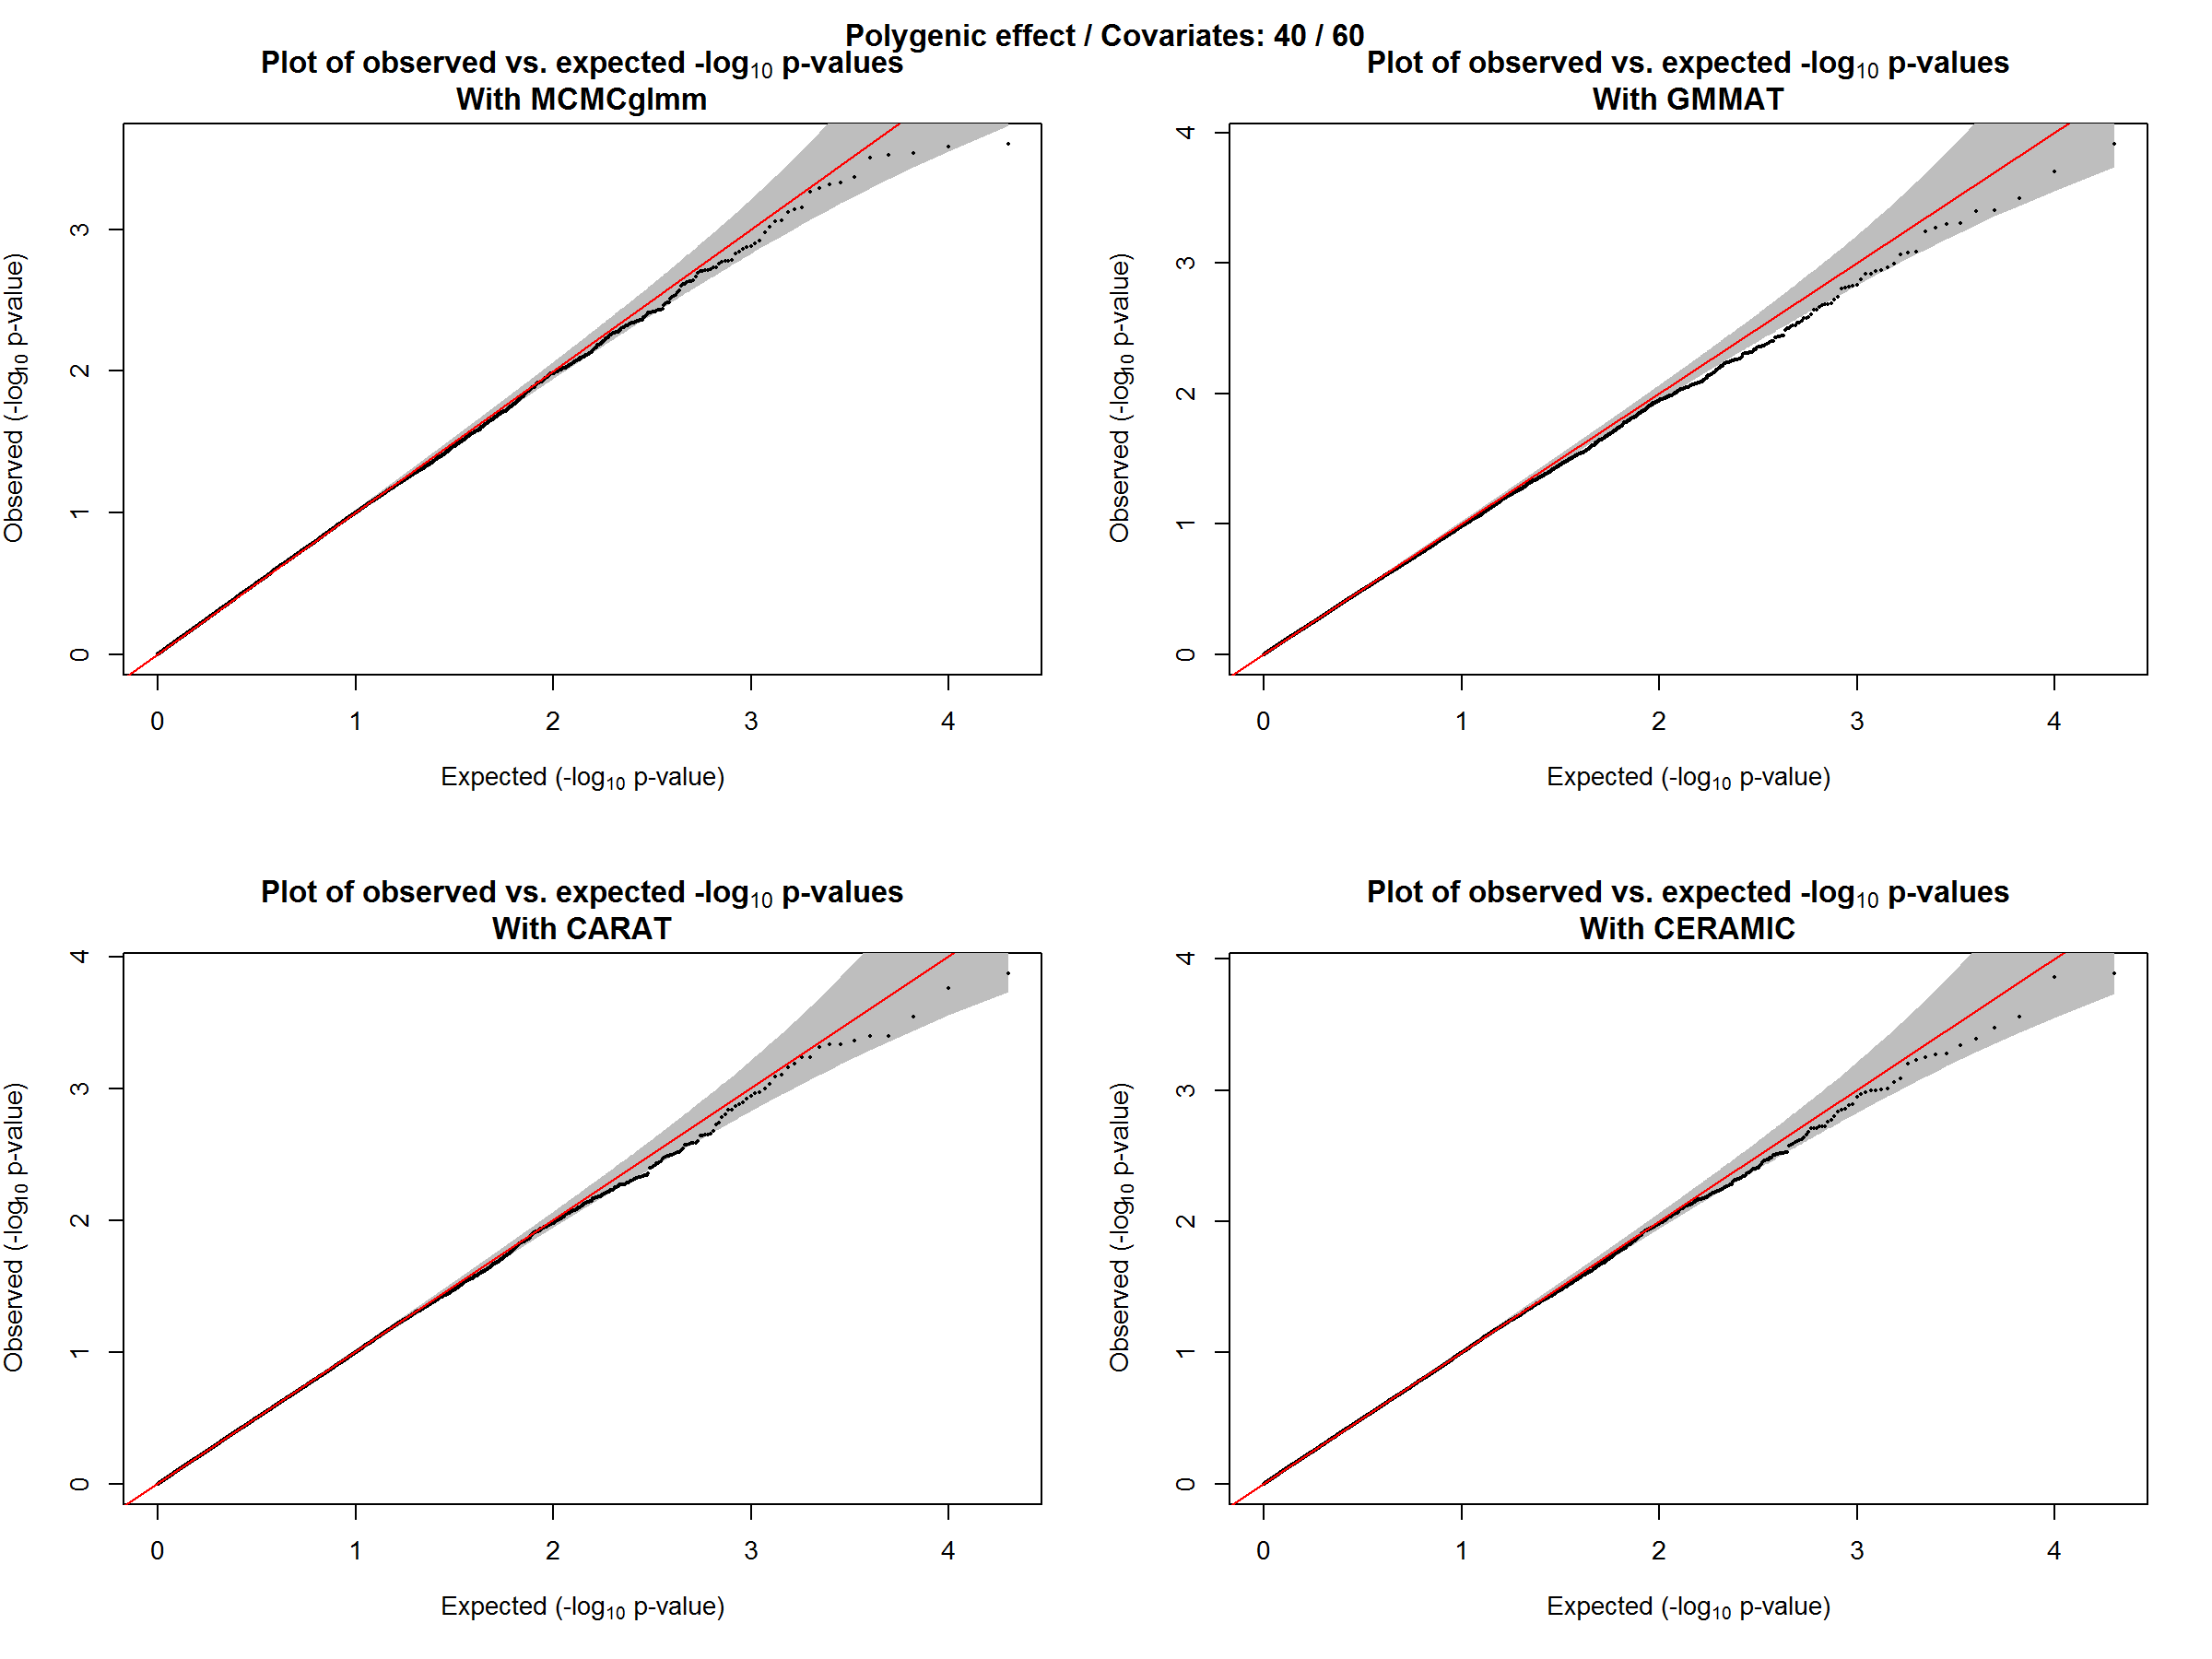 Polygenic effect / Covariates: 40 / 60
Plot of observed vs. expected -log10 p-values
With MCMCglmm
Observed (-log10 p-value)
3
2
1
0
0 1 2 3 4
Expected (-log10 p-value)
Plot of observed vs. expected -log10 p-values
With GMMAT
Observed (-log10 p-value)
4
3
2
1
0
0 1 2 3 4
Expected (-log10 p-value)
Plot of observed vs. expected -log10 p-values
With CARAT
Observed (-log10 p-value)
4
3
2
1
0
0 1 2 3 4
Expected (-log10 p-value)
Plot of observed vs. expected -log10 p-values
With CERAMIC
Observed (-log10 p-value)
4
3
2
1
0
0 1 2 3 4
Expected (-log10 p-value)